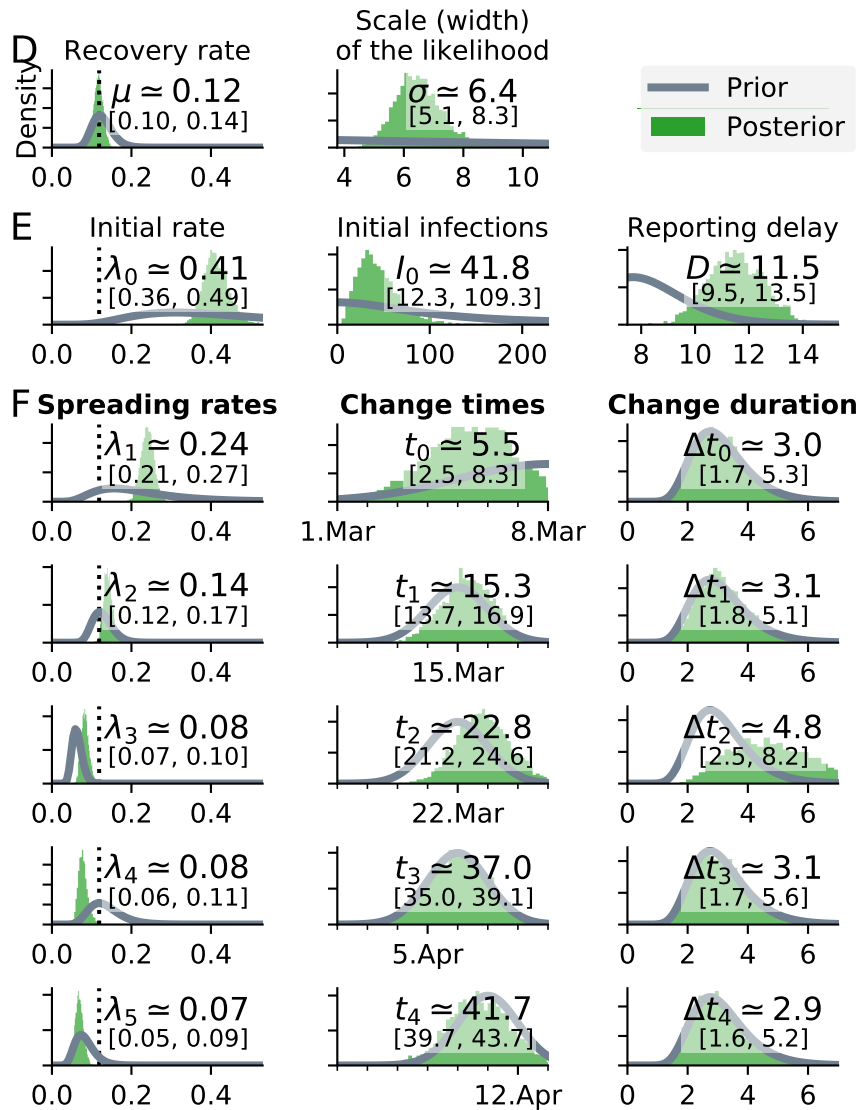 D
Recovery rate
Scale (width)
of the likelihood
Density
μ ≃ 0.12
[0.10, 0.14]
0.0 0.2 0.4
σ ≃ 6.4
[5.1, 8.3]
4 6 8 10
Prior
Posterior
E
Initial rate
λ0 ≃ 0.41
[0.36, 0.49]
0.0 0.2 0.4
Initial infections
I0 ≃ 41.8
[12.3, 109.3]
0 100 200
Reporting delay
D ≃ 11.5
[9.5, 13.5]
8 10 12 14
F
Spreading rates
Change times
Change duration
λ1 ≃ 0.24
[0.21, 0.27]
0.0 0.2 0.4
t0 ≃ 5.5
[2.5, 8.3]
1.Mar 8.Mar
Δt0 ≃ 3.0
[1.7, 5.3]
0 2 4 6
λ2 ≃ 0.14
[0.12, 0.17]
0.0 0.2 0.4
t1 ≃ 15.3
[13.7, 16.9]
15.Mar
Δt1 ≃ 3.1
[1.8, 5.1]
0 2 4 6
λ3 ≃ 0.08
[0.07, 0.10]
0.0 0.2 0.4
t2 ≃ 22.8
[21.2, 24.6]
22.Mar
Δt2 ≃ 4.8
[2.5, 8.2]
0 2 4 6
λ4 ≃ 0.08
[0.06, 0.11]
0.0 0.2 0.4
t3 ≃ 37.0
[35.0, 39.1]
5.Apr
Δt3 ≃ 3.1
[1.7, 5.6]
0 2 4 6
λ5 ≃ 0.07
[0.05, 0.09]
0.0 0.2 0.4
t4 ≃ 41.7
[39.7, 43.7]
12.Apr
Δt4 ≃ 2.9
[1.6, 5.2]
0 2 4 6